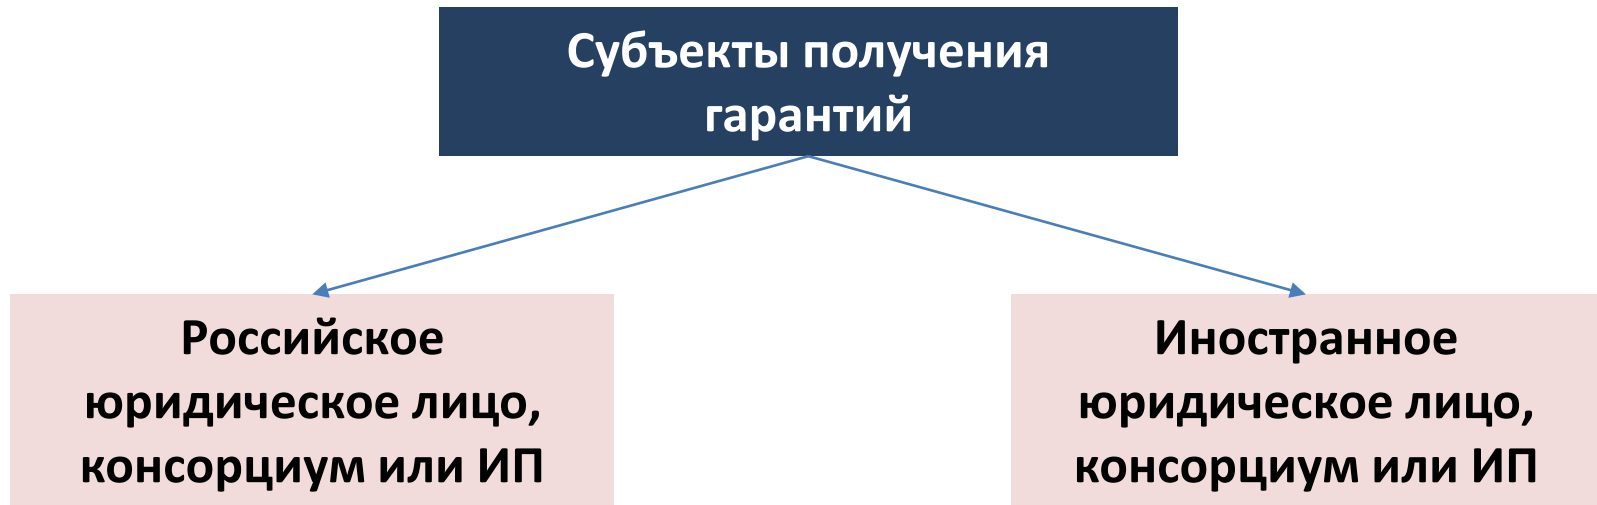 Субъекты получения
гарантий
Российское
юридическое лицо,
консорциум или ИП
Иностранное
юридическое лицо,
консорциум или ИП